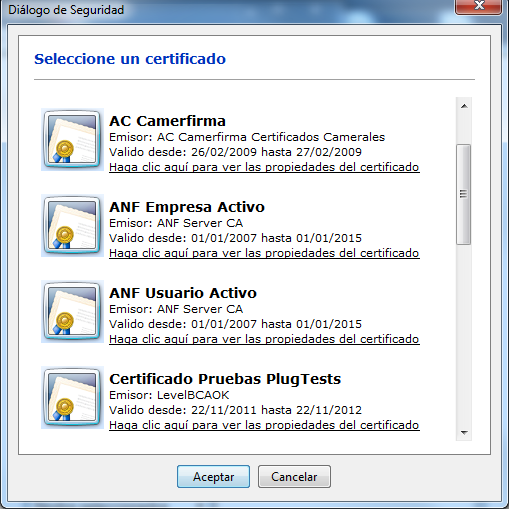 Diálogo de Seguridad
Seleccione un certificado
AC Camerfirma
Emisor: AC Camerfirma Certificados Camerales
Valido desde: 26/02/2009 hasta 27/02/2009
Haga clic aquí para ver las propiedades del certificado
ANF Empresa Activo
Emisor: ANF Server CA
Valido desde: 01/01/2007 hasta 01/01/2015
Haga clic aquí para ver las propiedades del certificado
ANF Usuario Activo
Emisor: ANF Server CA
Valido desde: 01/01/2007 hasta 01/01/2015
Haga clic aquí para ver las propiedades del certificado
Certificado Pruebas PlugTests
Emisor: LevelBCAOK
Valido desde: 22/11/2011 hasta 22/11/2012
Haga clic aquí para ver las propiedades del certificado
Aceptar
Cancelar